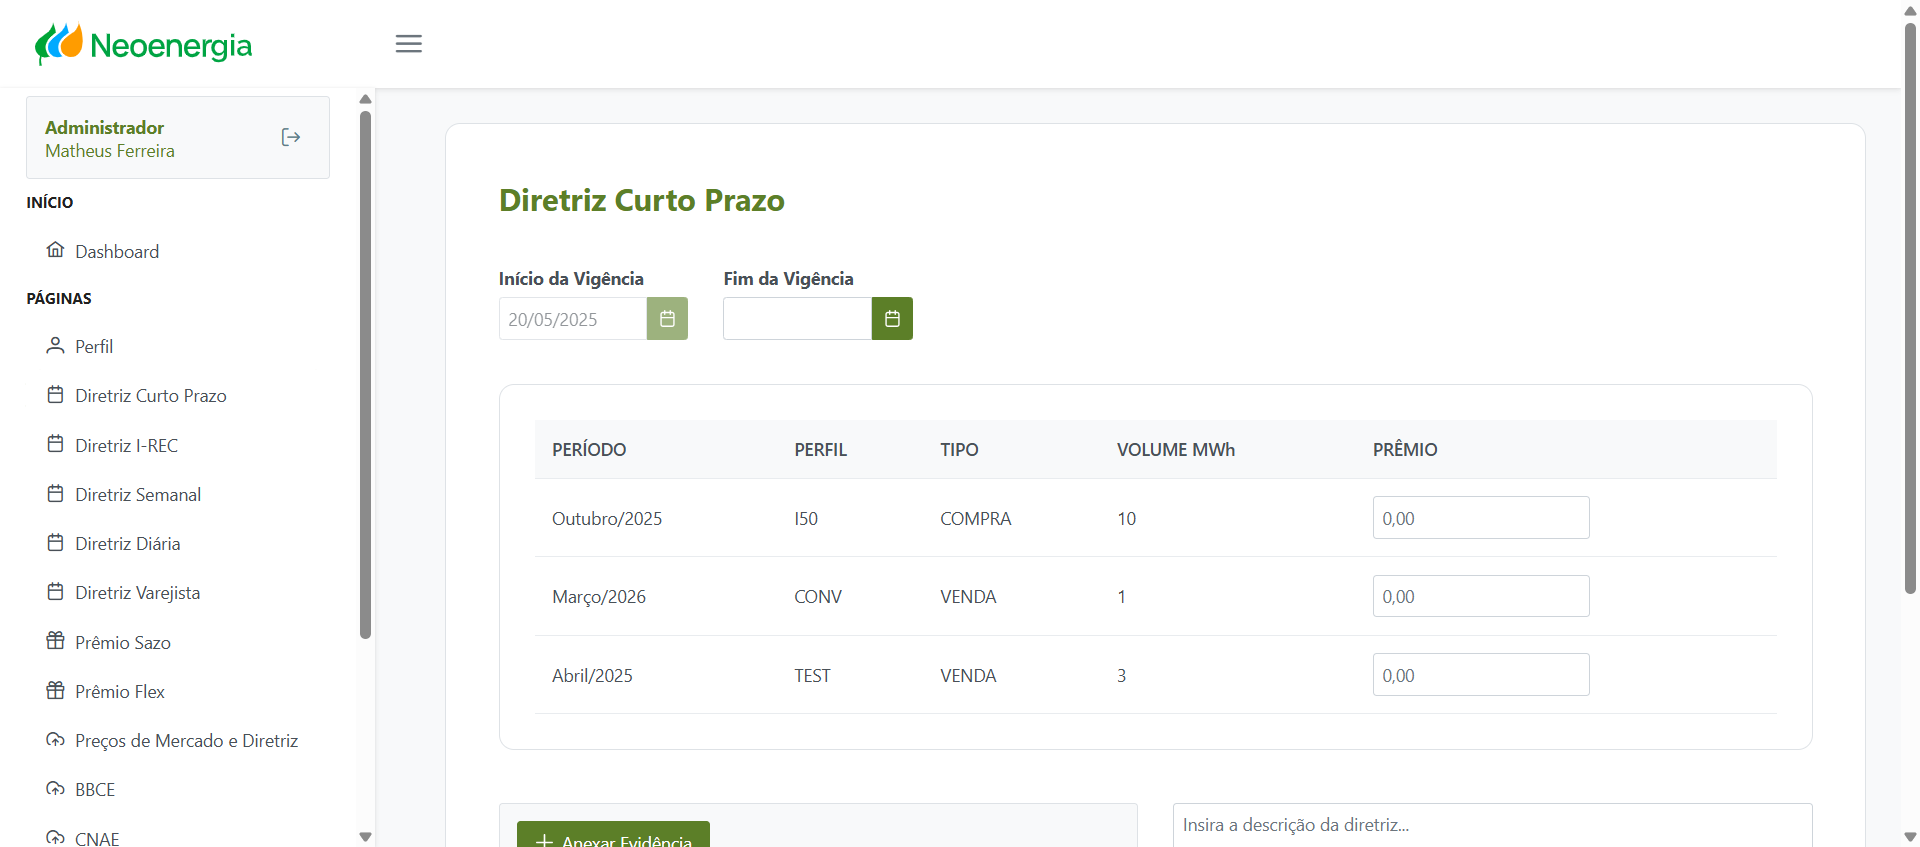 Neoenergia
Administrador
Matheus Ferreira
INÍCIO
Dashboard
PÁGINAS
Perfil
Diretriz Curto Prazo
Diretriz I-REC
Diretriz Semanal
Diretriz Diária
Diretriz Varejista
Prêmio Sazo
Prêmio Flex
Preços de Mercado e Diretriz
BBCE
CNAE
Diretriz Curto Prazo
Início da Vigência Fim da Vigência
20/05/2025
PERÍODO PERFIL TIPO VOLUME MWh PRÊMIO
Outubro/2025 I50 COMPRA 10 0,00
Março/2026 CONV VENDA 1 0,00
Abril/2025 TEST VENDA 3 0,00
Anexar Evidência
Insira a descrição da diretriz...